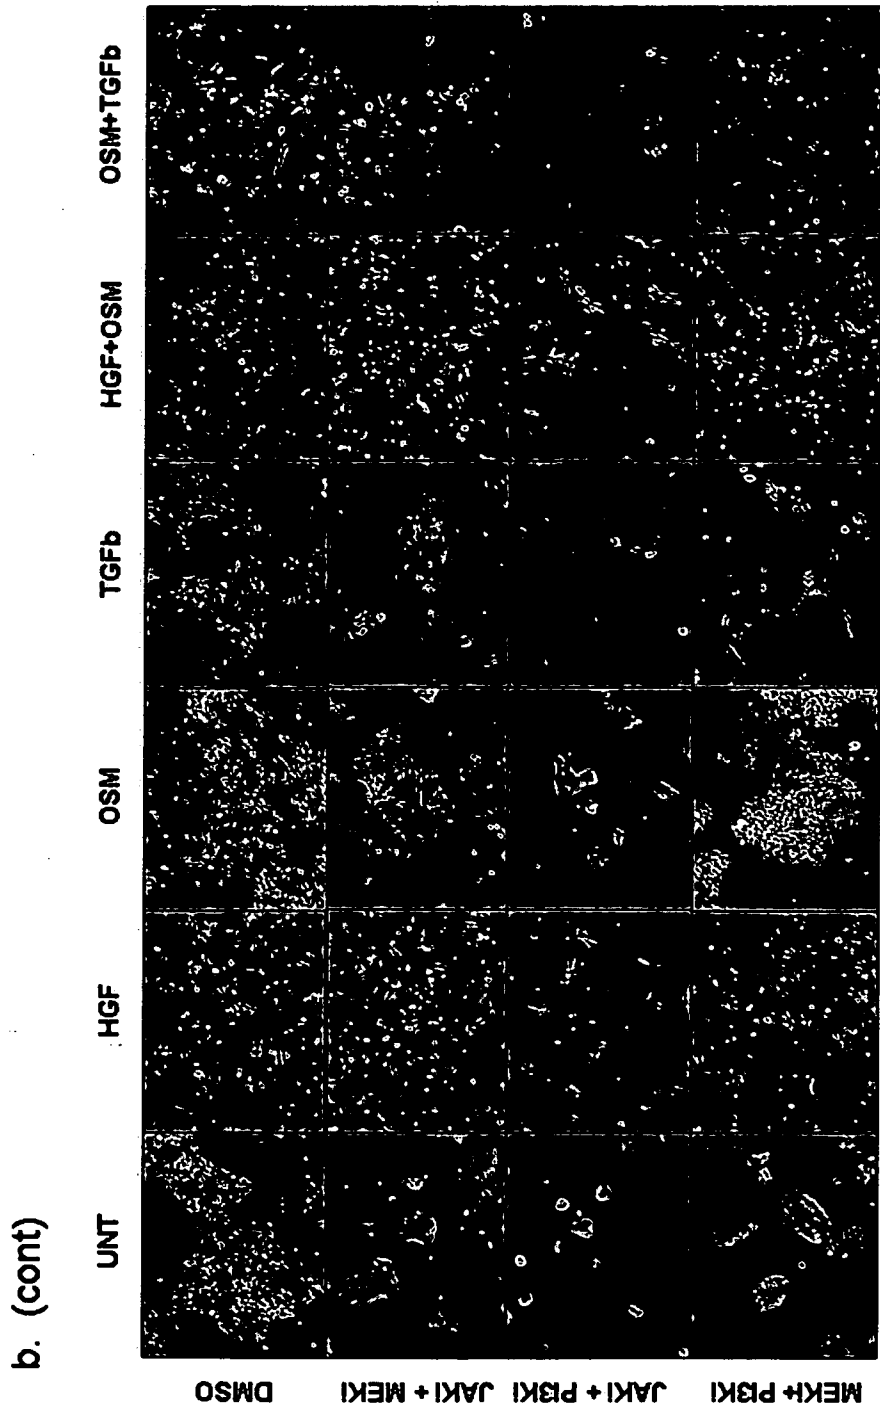 b. (cont)
UNT HGF OSM TGFb HGF+OSM OSM+TGFb
DMSO
JAKi + MEKi
JAKi + PI3Ki
MEKi+ PI3Ki